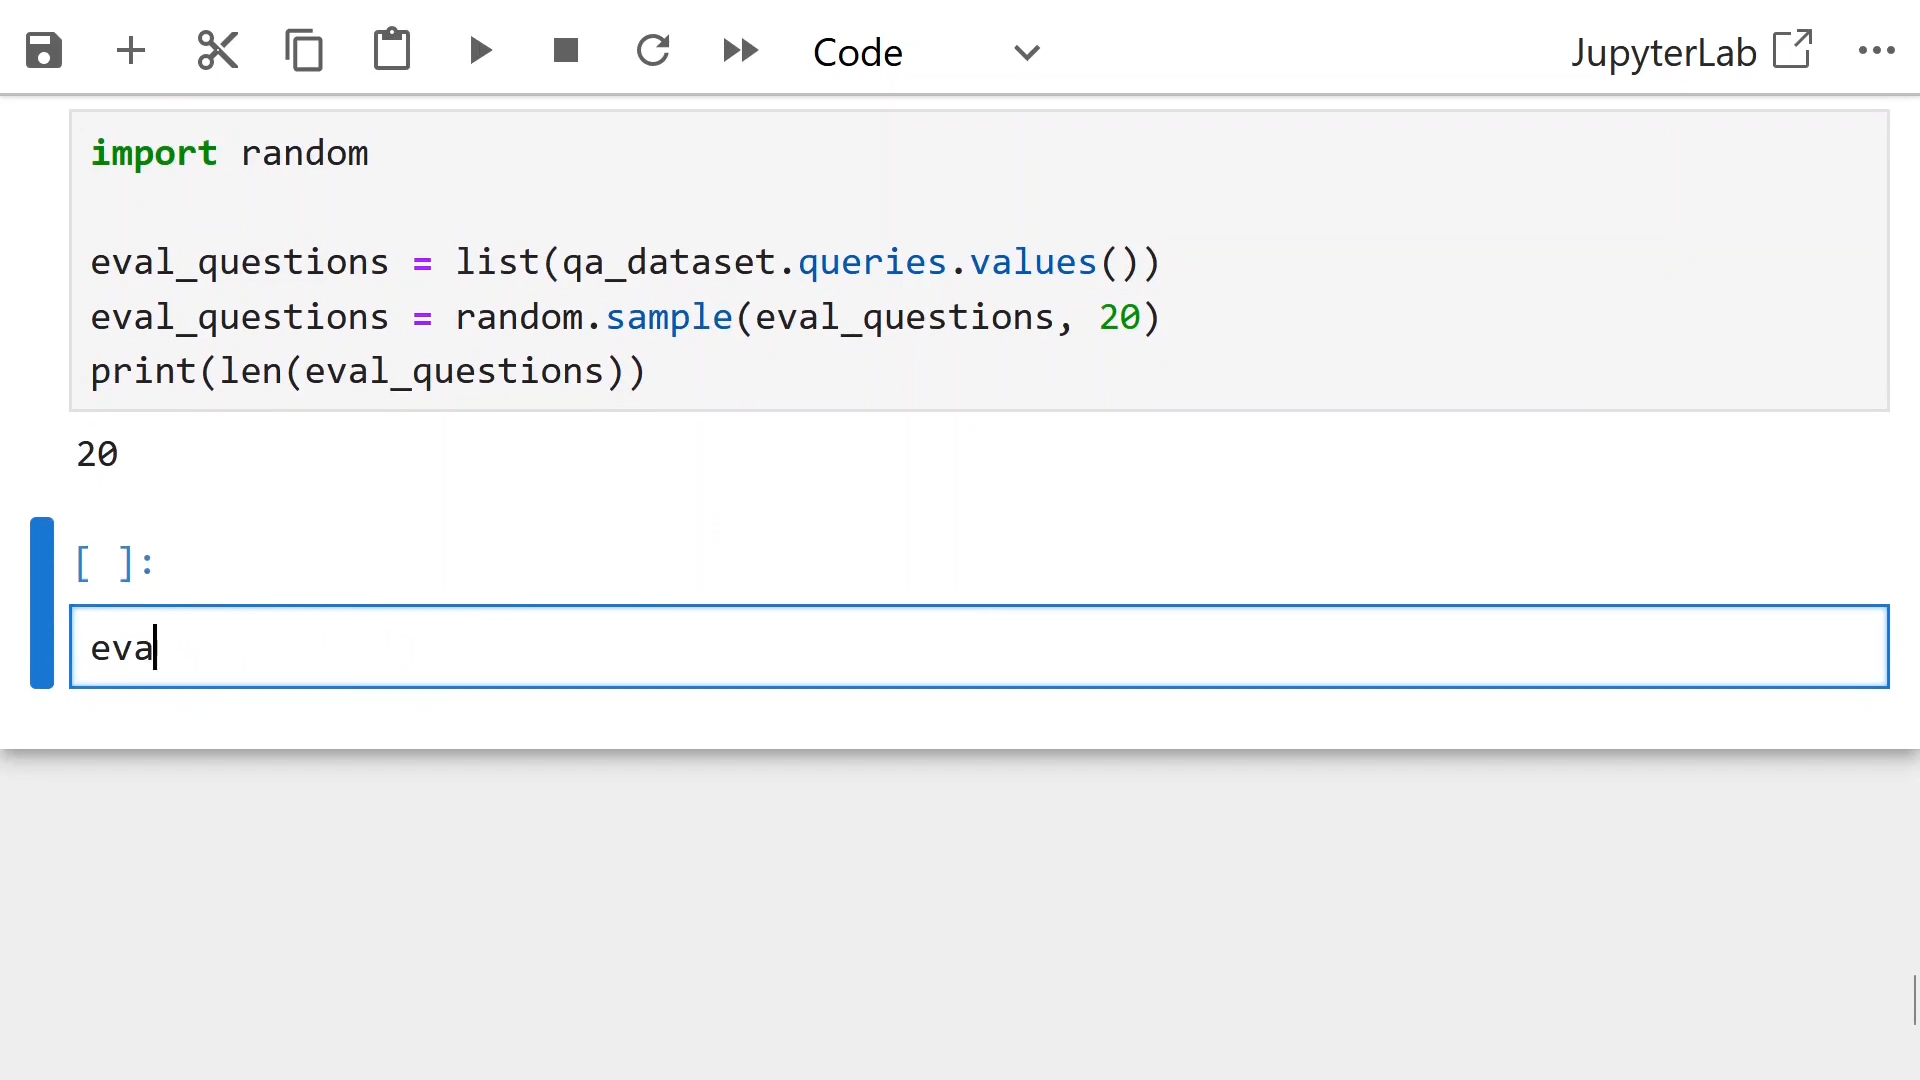 Code
JupyterLab
import random
eval_questions = list(qa_dataset.queries.values())
eval_questions = random.sample(eval_questions, 20)
print(len(eval_questions))
20
[ ]:
eva